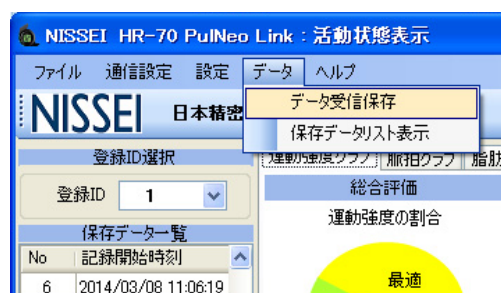 NISSEI HR-70 PulNeo Link：活動状態表示
ファイル 通信設定 設定 データ ヘルプ
NISSEI 日本精密
データ受信保存
保存データリスト表示
登録ID選択
運動強度グラフ 脈拍グラフ 脂肪
登録ID 1
総合評価
運動強度の割合
保存データ一覧
No 記録開始時刻
6 2014/03/08 11:06:19
最適